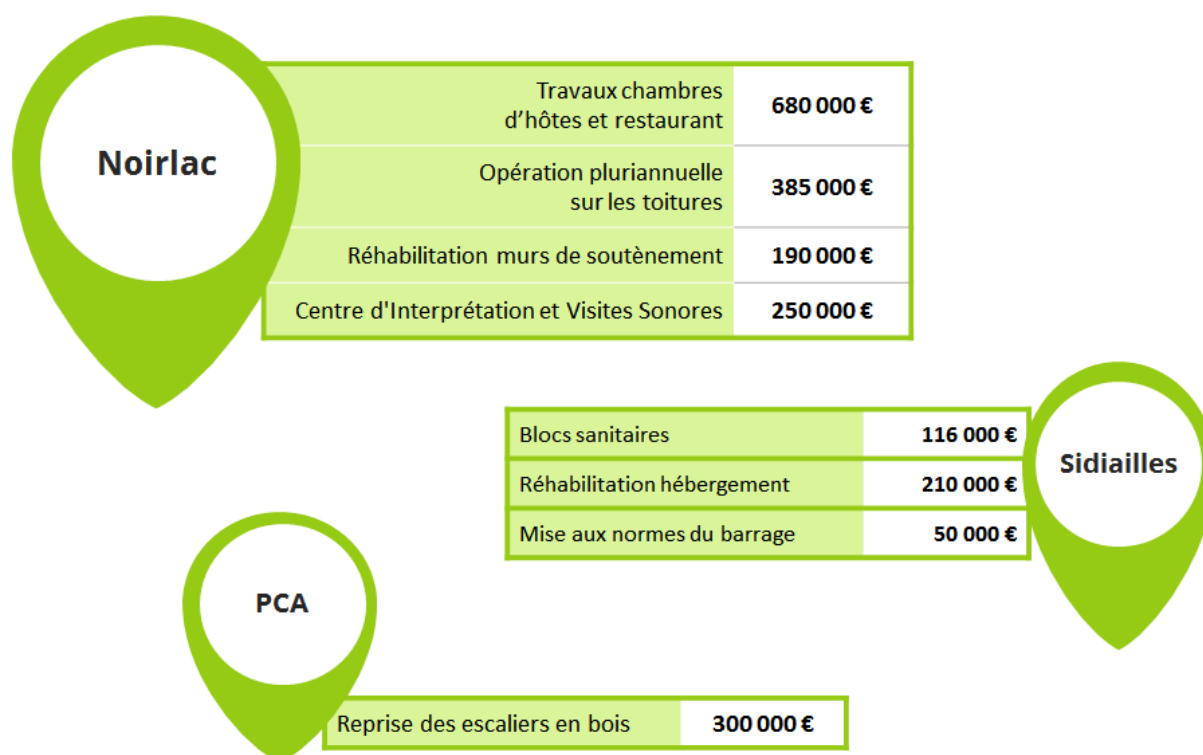 Noirlac
Travaux chambres
d’hôtes et restaurant
680 000 €
Opération pluriannuelle
sur les toitures
385 000 €
Réhabilitation murs de soutènement
190 000 €
Centre d'Interprétation et Visites Sonores
250 000 €
Sidiailles
Blocs sanitaires
116 000 €
Réhabilitation hébergement
210 000 €
Mise aux normes du barrage
50 000 €
PCA
Reprise des escaliers en bois
300 000 €